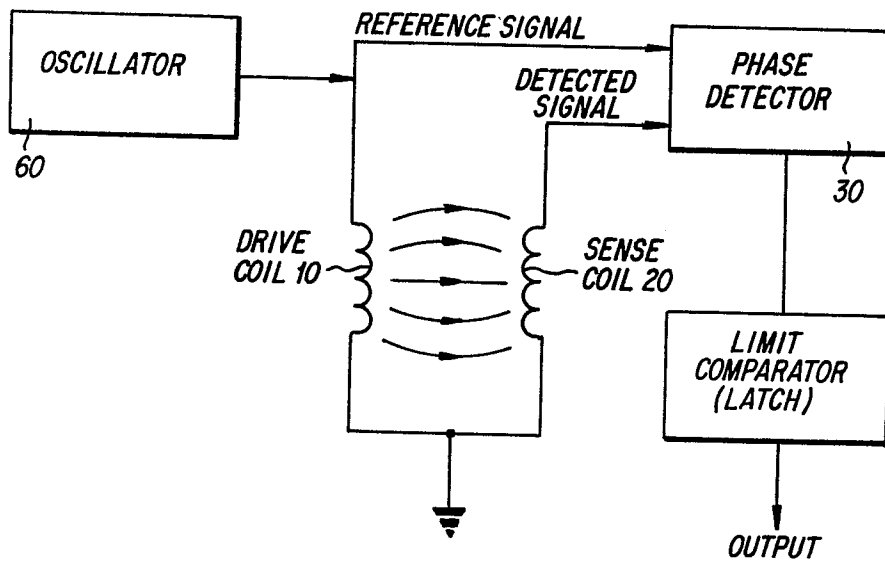 REFERENCE SIGNAL
OSCILLATOR
PHASE
DETECTOR
DETECTED
SIGNAL
60
30
DRIVE
COIL 10
SENSE
COIL 20
LIMIT
COMPARATOR
(LATCH)
OUTPUT